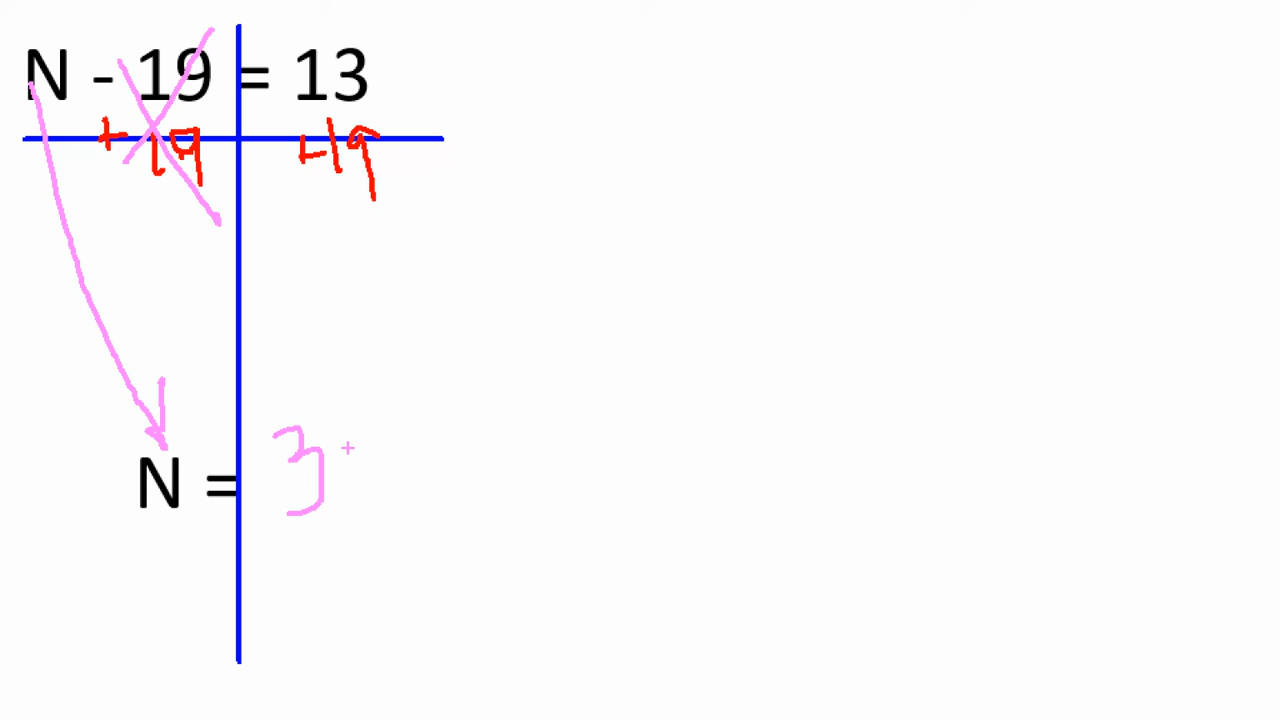 N - 19 = 13
+ 19 +19
N = 3